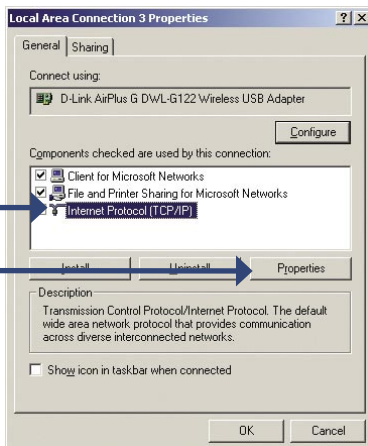 Local Area Connection 3 Properties
General Sharing
Connect using:
D-Link AirPlus G DWL-G122 Wireless USB Adapter
Configure
Components checked are used by this connection:
Client for Microsoft Networks
File and Printer Sharing for Microsoft Networks
Internet Protocol (TCP/IP)
Install Uninstall Properties
Description
Transmission Control Protocol/Internet Protocol. The default
wide area network protocol that provides communication
across diverse interconnected networks.
Show icon in taskbar when connected
OK Cancel